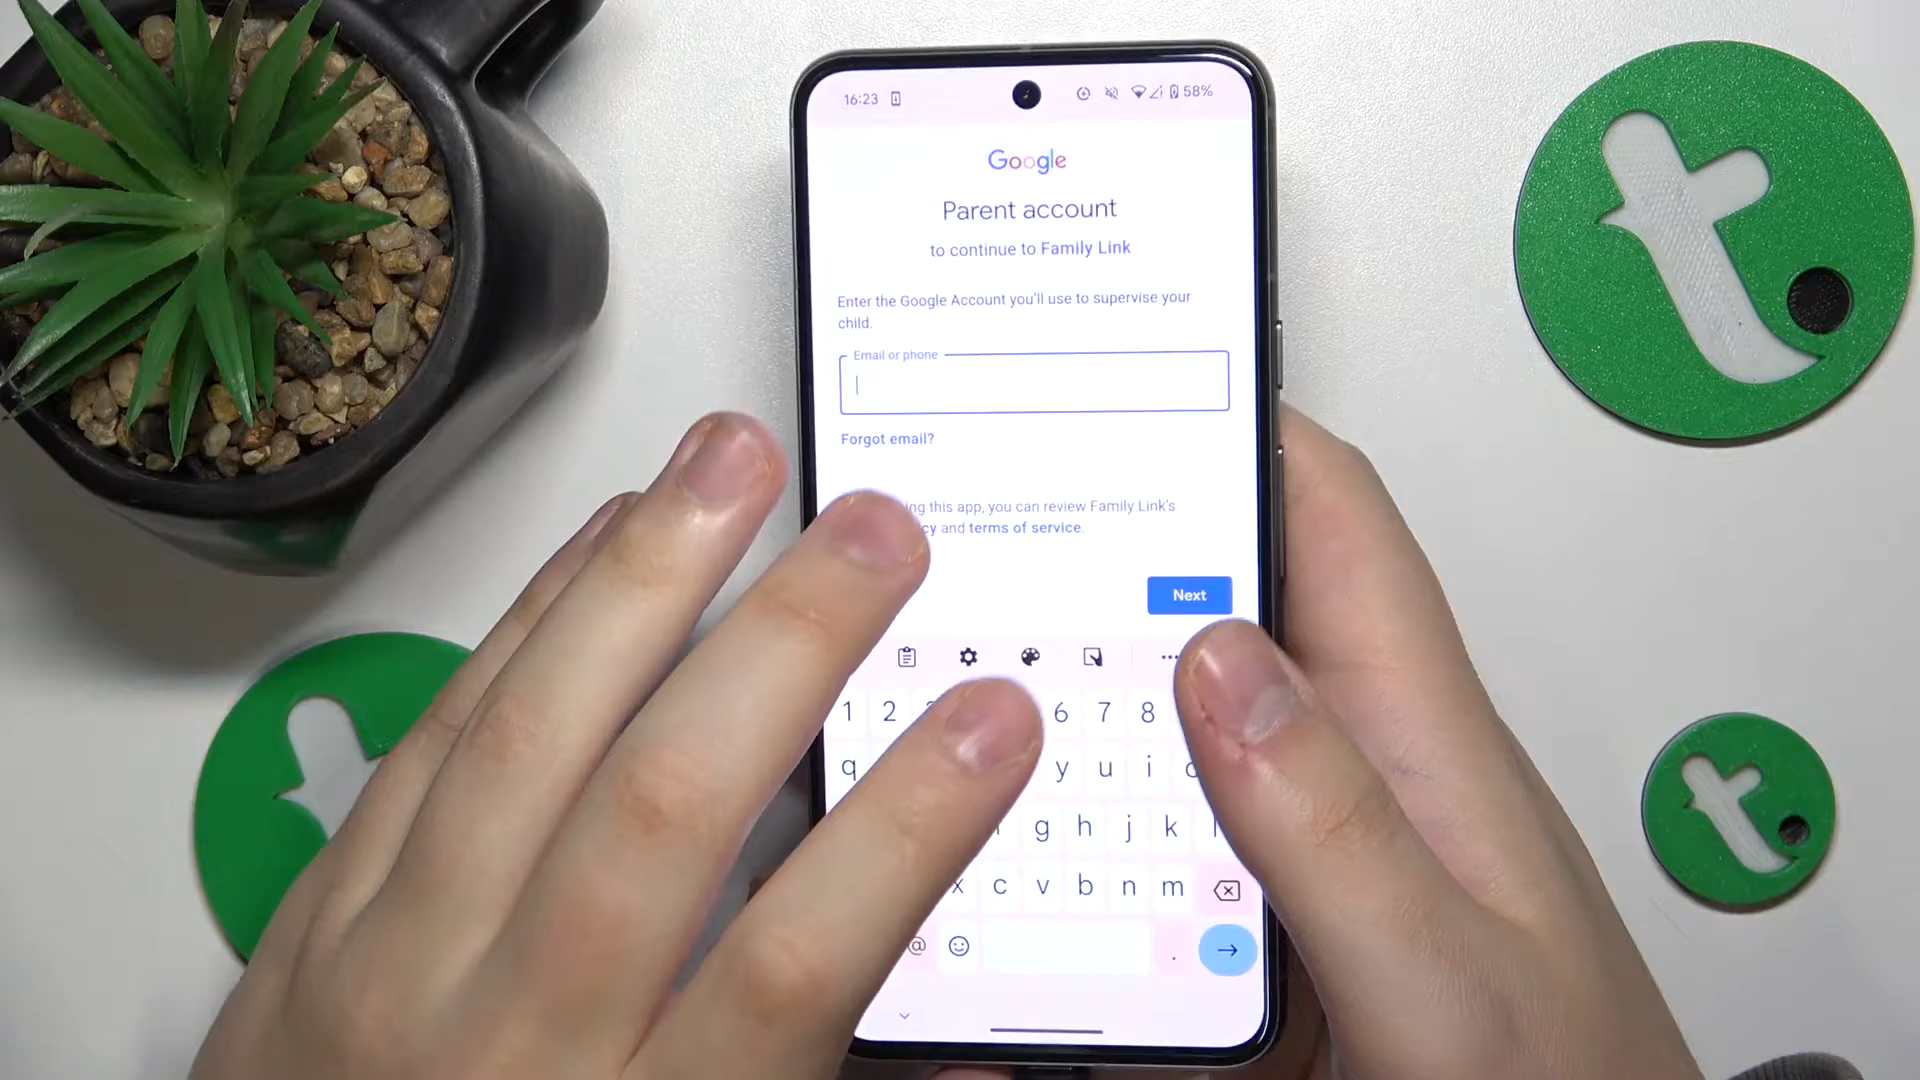 16:23
58%
Google
Parent account
to continue to Family Link
Enter the Google Account you'll use to supervise your
child.
Email or phone
Forgot email?
this app, you can review Family Link's
and terms of service.
Next
1 2 6 7 8
q y u i
g h j k l
x c v b n m
@ .
t.
t.